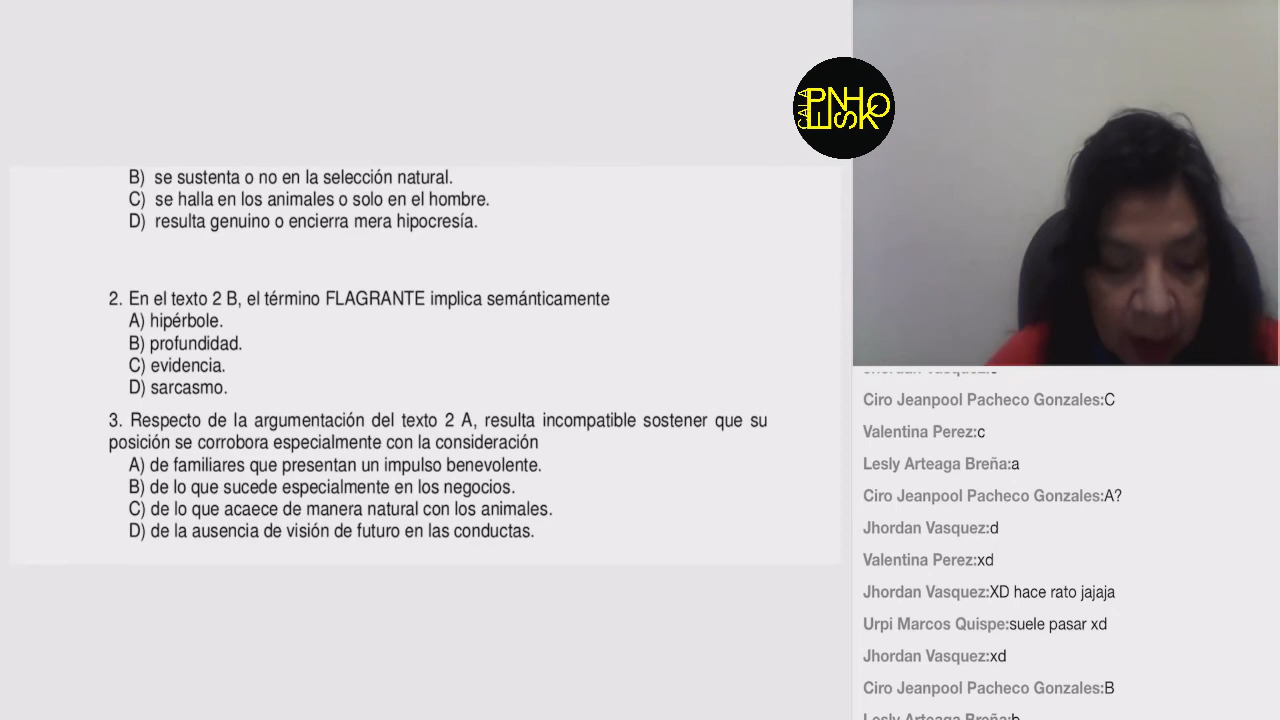 B) se sustenta o no en la selección natural.
C) se halla en los animales o solo en el hombre.
D) resulta genuino o encierra mera hipocresía.
2. En el texto 2 B, el término FLAGRANTE implica semánticamente
A) hipérbole.
B) profundidad.
C) evidencia.
D) sarcasmo.
3. Respecto de la argumentación del texto 2 A, resulta incompatible sostener que su
posición se corrobora especialmente con la consideración
A) de familiares que presentan un impulso benevolente.
B) de lo que sucede especialmente en los negocios.
C) de lo que acaece de manera natural con los animales.
D) de la ausencia de visión de futuro en las conductas.
Ciro Jeanpool Pacheco Gonzales:C
Valentina Perez:c
Lesly Arteaga Breña:a
Ciro Jeanpool Pacheco Gonzales:A?
Jhordan Vasquez:d
Valentina Perez:xd
Jhordan Vasquez:XD hace rato jajaja
Urpi Marcos Quispe:suele pasar xd
Jhordan Vasquez:xd
Ciro Jeanpool Pacheco Gonzales:B
Lesly Arteaga Breña:b